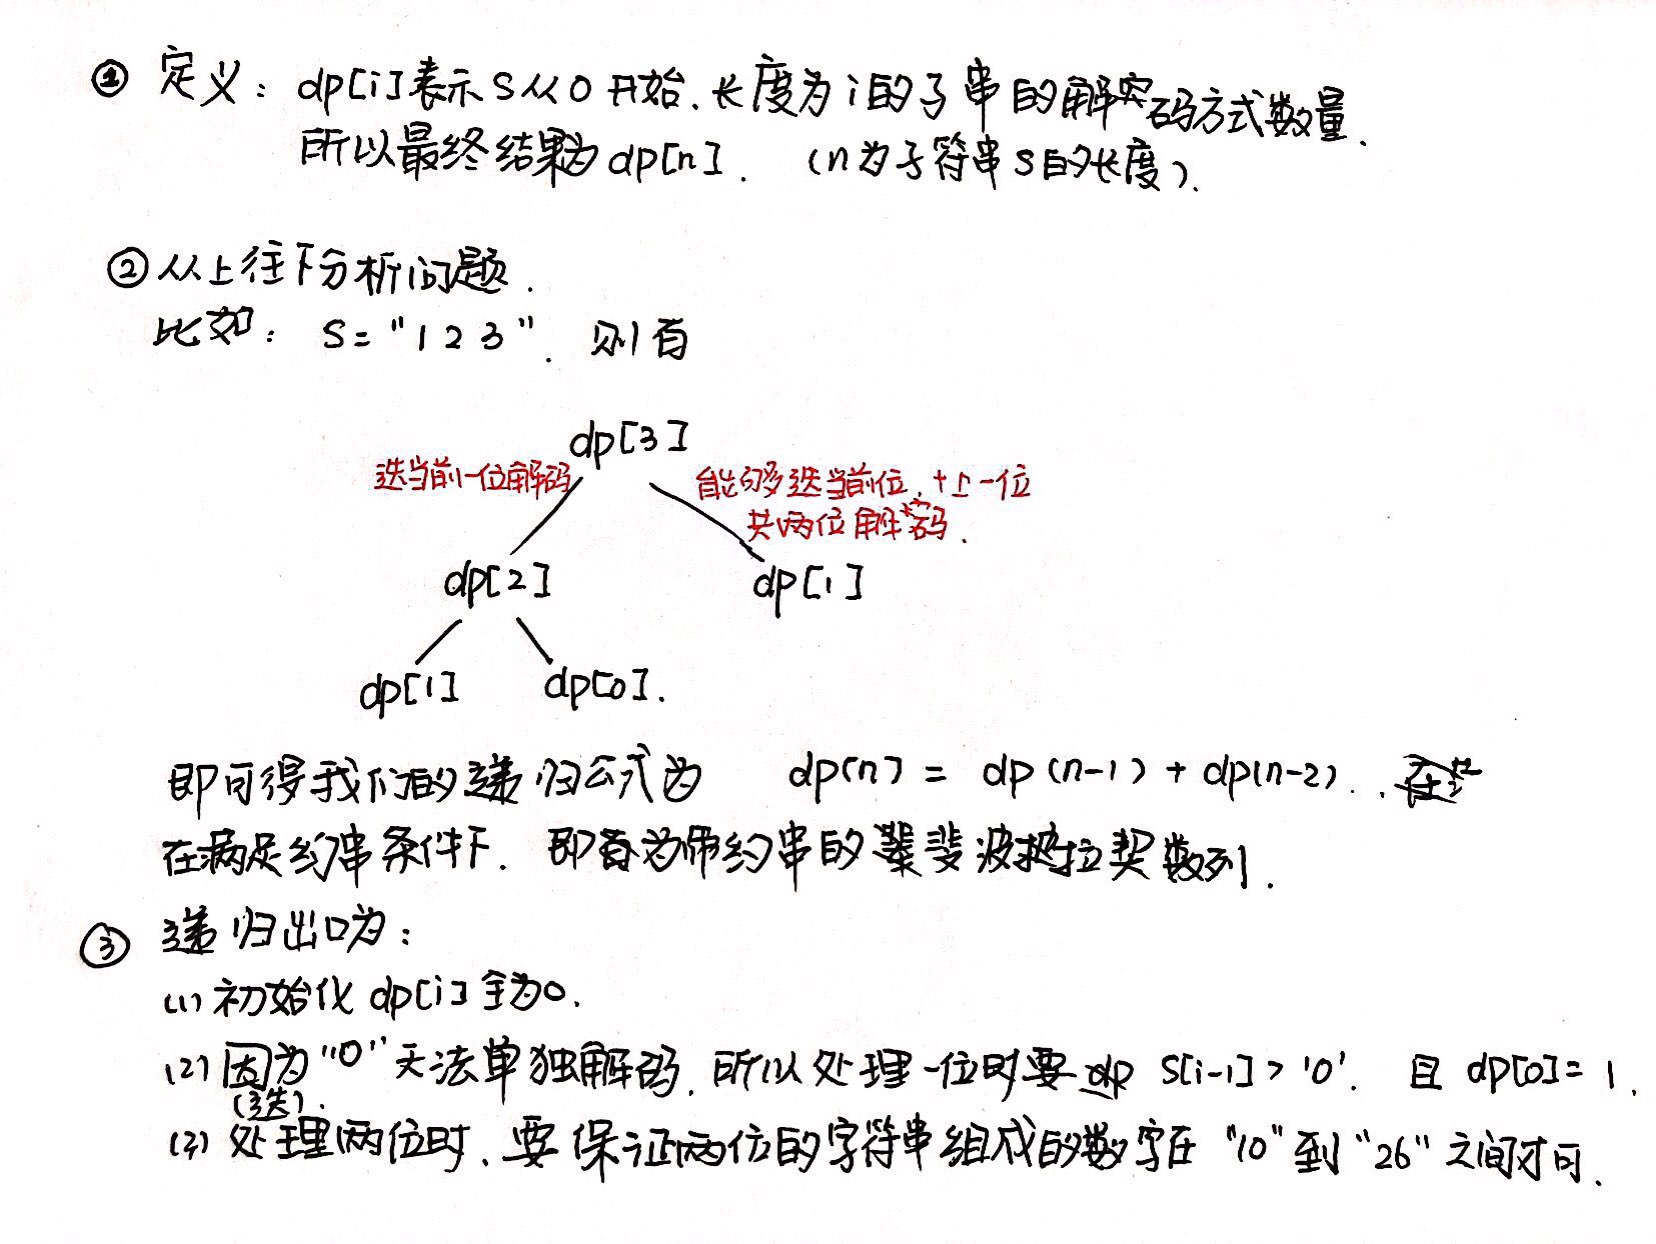 ① 定义：dp[i]表示S从0开始.长度为i的子串的解码方式数量.
所以最终结果为dp[n]. (n为子符串S的长度).
②从上往下分析问题.
比如：S="123". 则有
dp[3]
选当前一位解码
能够选当前位.+上一位
共两位解码.
dp[2]
dp[1]
dp[1]
dp[0].
即可得我们的递归公式为 dp(n) = dp(n-1) + dp(n-2).
在满足约束条件下. 即为带约束的斐波拉契数列.
③ 递归出口为：
(1) 初始化 dp[i] 全为0.
(2) 因为"0"无法单独解码.所以处理一位时要 S[i-1] > '0'. 且 dp[0]=1.
(选).
(3) 处理两位时.要保证两位的字符串组成的数字在 "10" 到 "26" 之间才可.